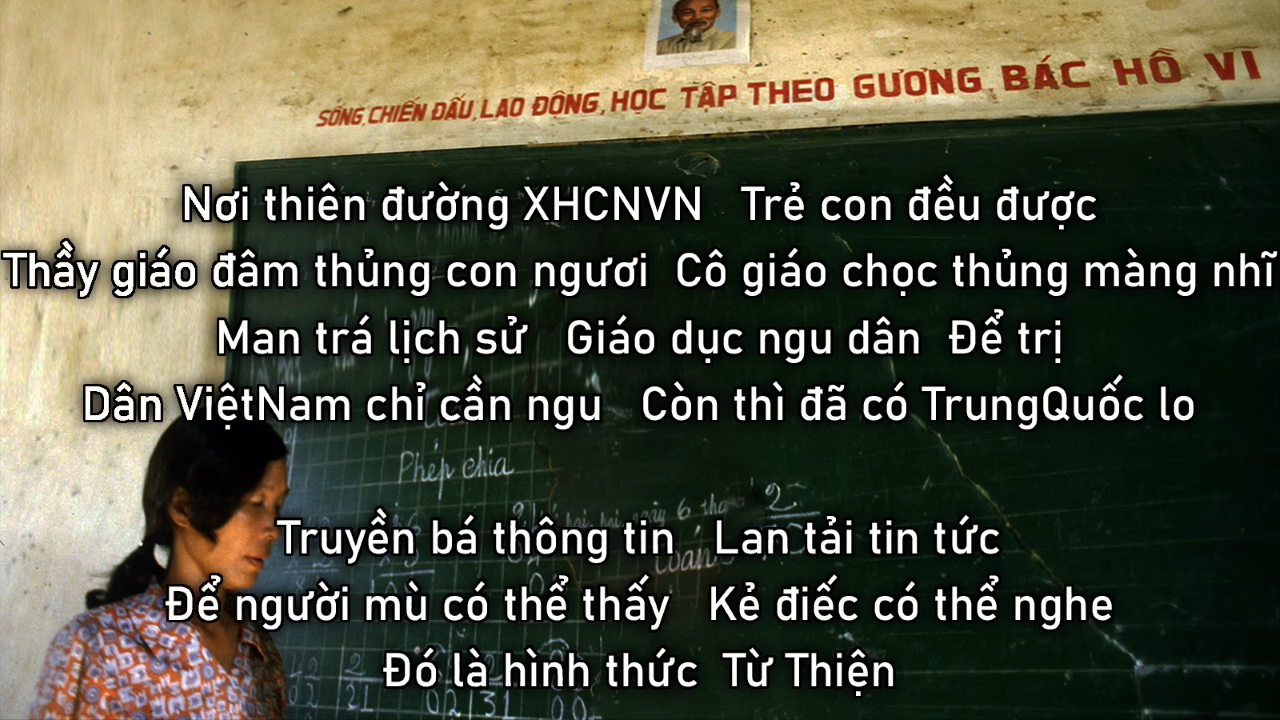 SỐNG, CHIẾN ĐẤU, LAO ĐỘNG, HỌC TẬP THEO GƯƠNG BÁC HỒ VĨ
Nơi thiên đường XHCNVN Trẻ con đều được
Thầy giáo đâm thủng con ngươi Cô giáo chọc thủng màng nhĩ
Man trá lịch sử Giáo dục ngu dân Để trị
Dân ViệtNam chỉ cần ngu Còn thì đã có TrungQuốc lo
Phép chia
ngày 6
2
Truyền bá thông tin Lan tải tin tức
toán
Để người mù có thể thấy Kẻ điếc có thể nghe
Đó là hình thức Từ Thiện